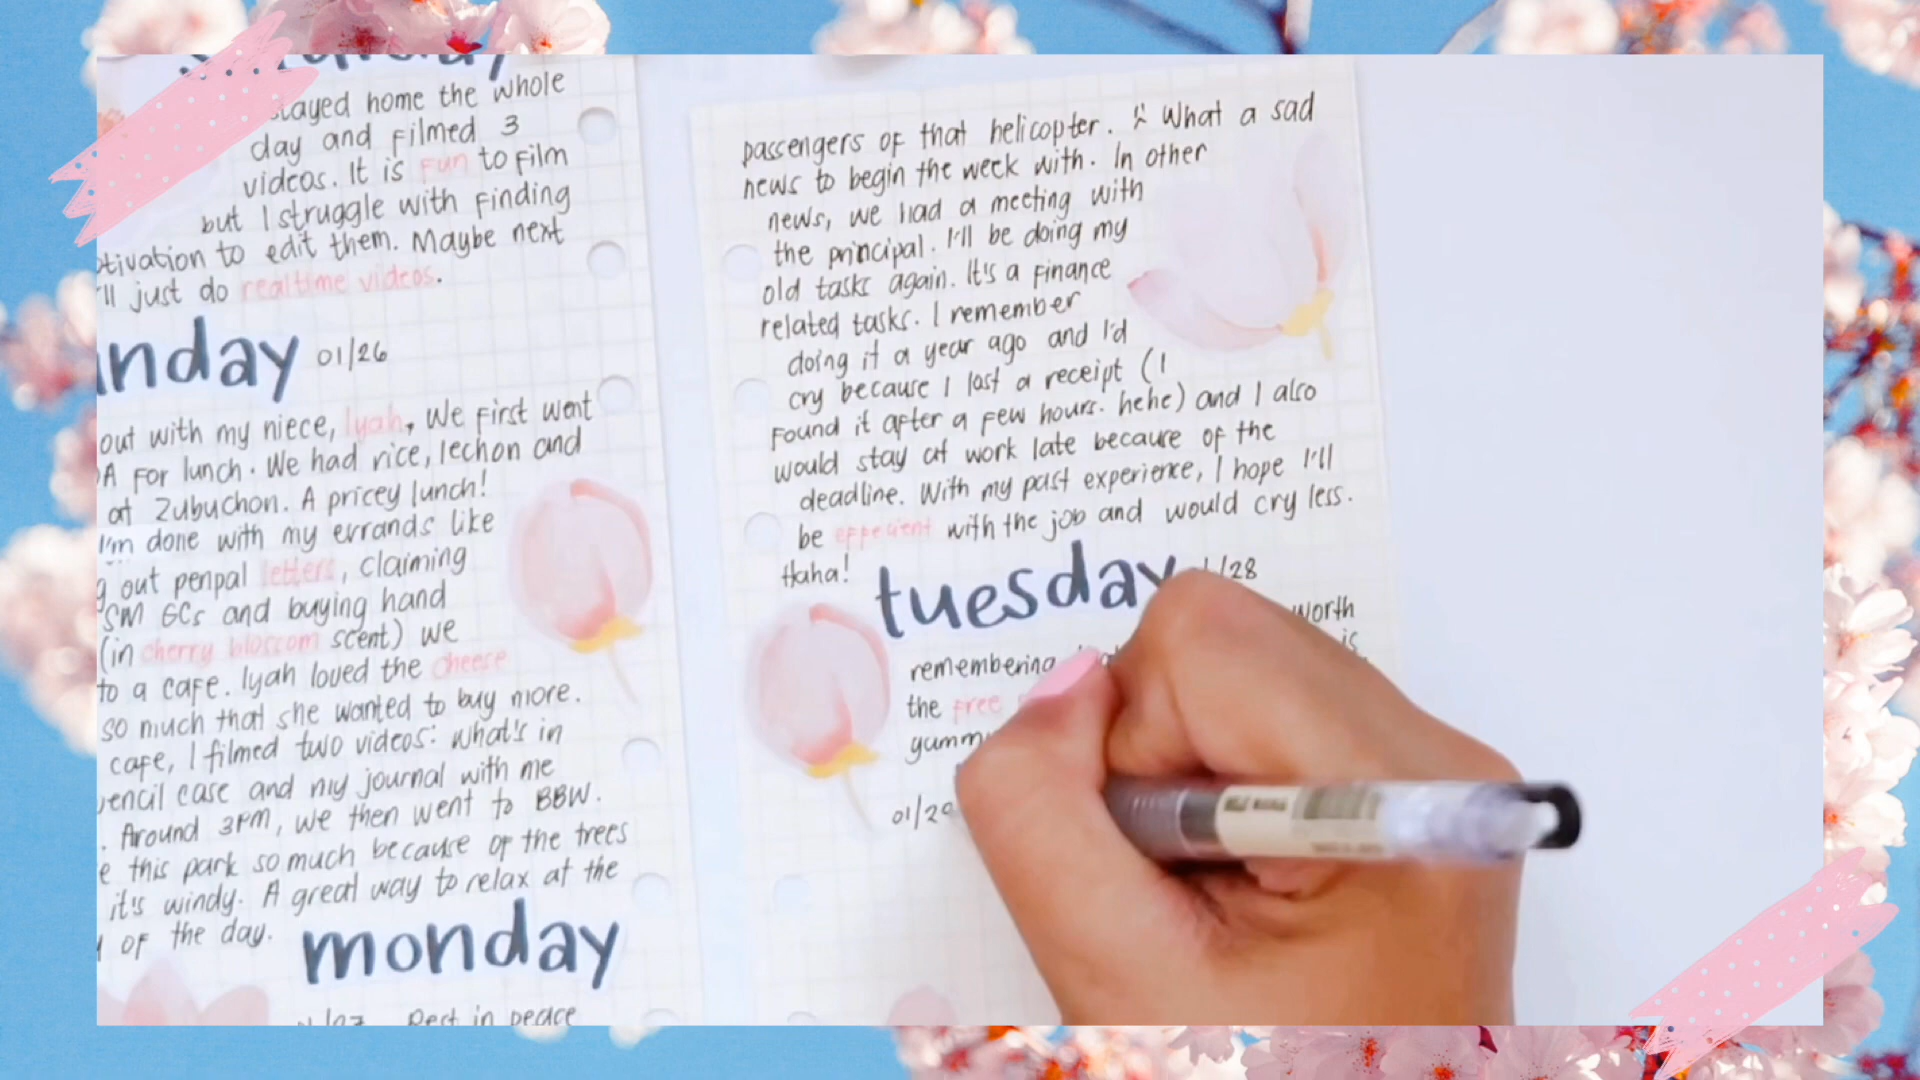 stayed home the whole
day and filmed 3
videos. It is fun to film
but I struggle with finding
otivation to edit them. Maybe next
'll just do realtime videos.
unday 01/26
out with my niece, Iyah, We first went
A for lunch. We had rice, lechon and
at Zubuchon. A pricey lunch!
I'm done with my errands like
g out penpal letters, claiming
SM GCs and buying hand
(in cherry blossom scent) we
to a cafe. Iyah loved the cheese
so much that she wanted to buy more.
cafe, I filmed two videos: what's in
pencil case and my journal with me
. Around 3PM, we then went to BBW.
e this park so much because of the trees
it's windy. A great way to relax at the
of the day.
monday
Rest in peace
passengers of that helicopter. :( What a sad
news to begin the week with. In other
news, we had a meeting with
the principal. I'll be doing my
old tasks again. It's a finance
related tasks. I remember
doing it a year ago and I'd
cry because I lost a receipt (I
found it after a few hours. hehe) and I also
would stay at work late because of the
deadline. With my past experience, I hope I'll
be effecient with the job and would cry less.
Haha!
tuesday /28
worth
remembering is
the free
gummy
01/29